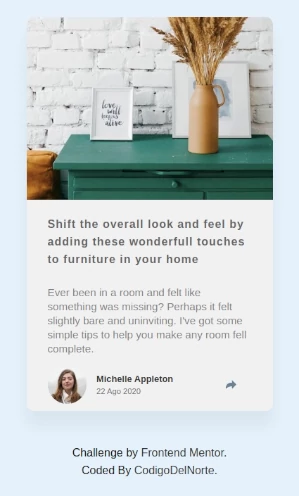 love
will
begins
alive
Shift the overall look and feel by
adding these wonderfull touches
to furniture in your home
Ever been in a room and felt like
something was missing? Perhaps it felt
slightly bare and uninviting. I've got some
simple tips to help you make any room fell
complete.
Michelle Appleton
22 Ago 2020
Challenge by Frontend Mentor.
Coded By CodigoDelNorte.